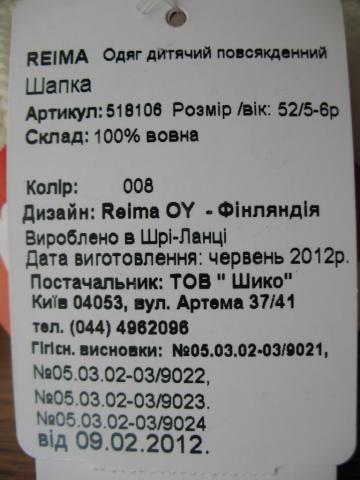 REIMA Одяг дитячий повсякденний
Шапка
Артикул: 518106 Розмір /вік: 52/5-6р
Склад: 100% вовна
Колір: 008
Дизайн: Reima OY - Фінляндія
Вироблено в Шрі-Ланці
Дата виготовлення: червень 2012р.
Постачальник: ТОВ " Шико"
Київ 04053, вул. Артема 37/41
тел. (044) 4962096
Гігієн. висновки: №05.03.02-03/9021,
№05.03.02-03/9022,
№05.03.02-03/9023.
№05.03.02-03/9024
від 09.02.2012.